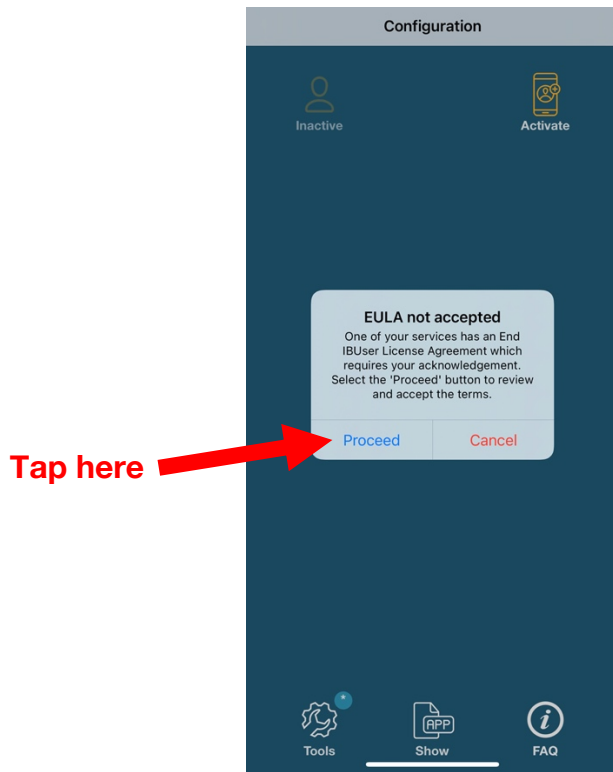 Configuration
Inactive
Activate
EULA not accepted
One of your services has an End
IBUser License Agreement which
requires your acknowledgement.
Select the 'Proceed' button to review
and accept the terms.
Tap here
Proceed
Cancel
*
APP
i
Tools
Show
FAQ